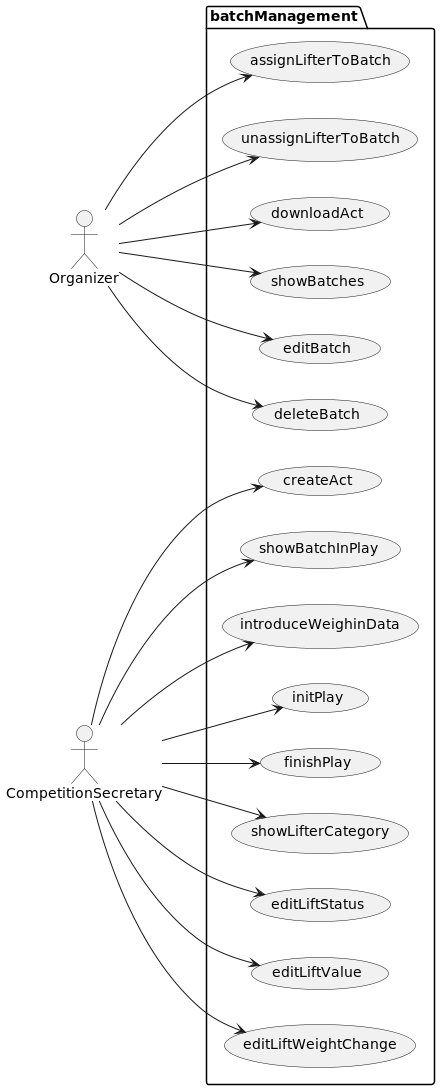 batchManagement
assignLifterToBatch
unassignLifterToBatch
downloadAct
showBatches
Organizer
editBatch
deleteBatch
createAct
showBatchInPlay
introduceWeighinData
initPlay
finishPlay
CompetitionSecretary
showLifterCategory
editLiftStatus
editLiftValue
editLiftWeightChange